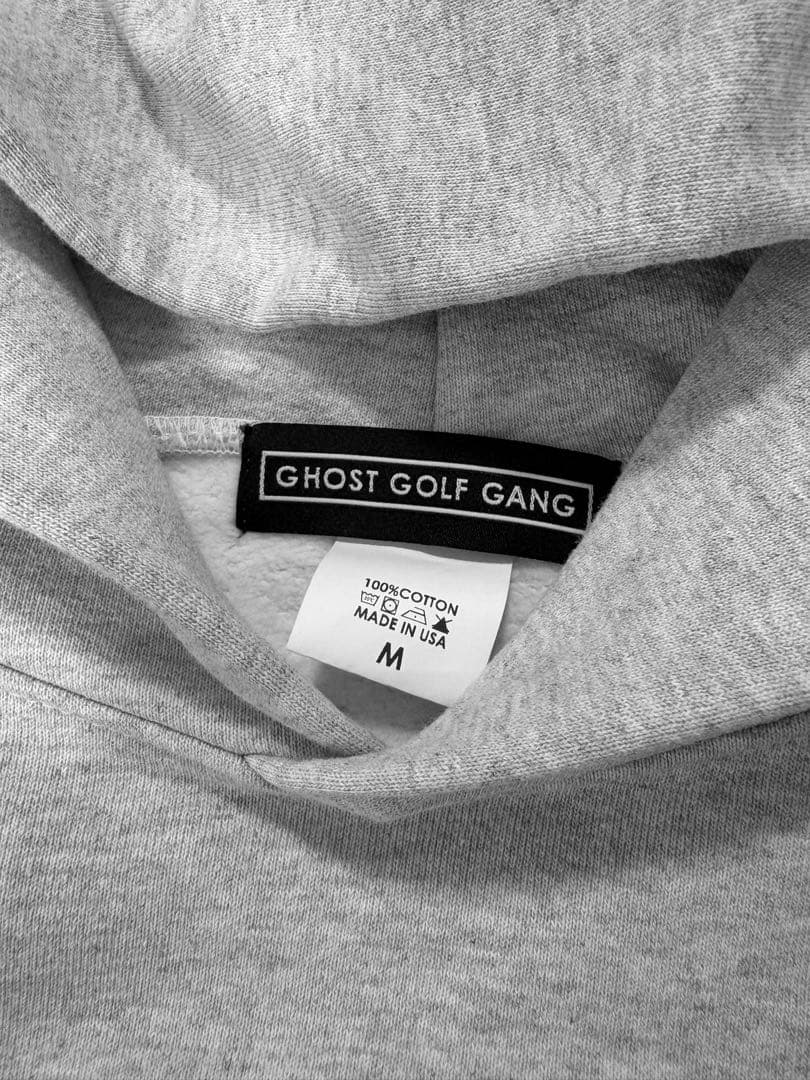 GHOST GOLF GANG
100%COTTON
MADE IN USA
M